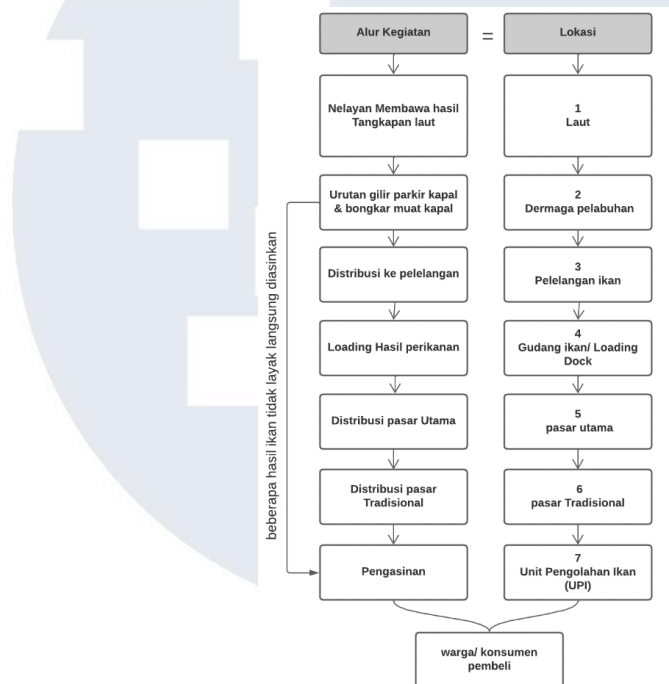 Alur Kegiatan
=
Lokasi
Nelayan Membawa hasil
Tangkapan laut
1
Laut
Urutan gilir parkir kapal
& bongkar muat kapal
2
Dermaga pelabuhan
Distribusi ke pelelangan
3
Pelelangan ikan
Loading Hasil perikanan
4
Gudang ikan/ Loading
Dock
Distribusi pasar Utama
5
pasar utama
Distribusi pasar
Tradisional
6
pasar Tradisional
Pengasinan
7
Unit Pengolahan Ikan
(UPI)
beberapa hasil ikan tidak layak langsung diasinkan
warga/ konsumen
pembeli